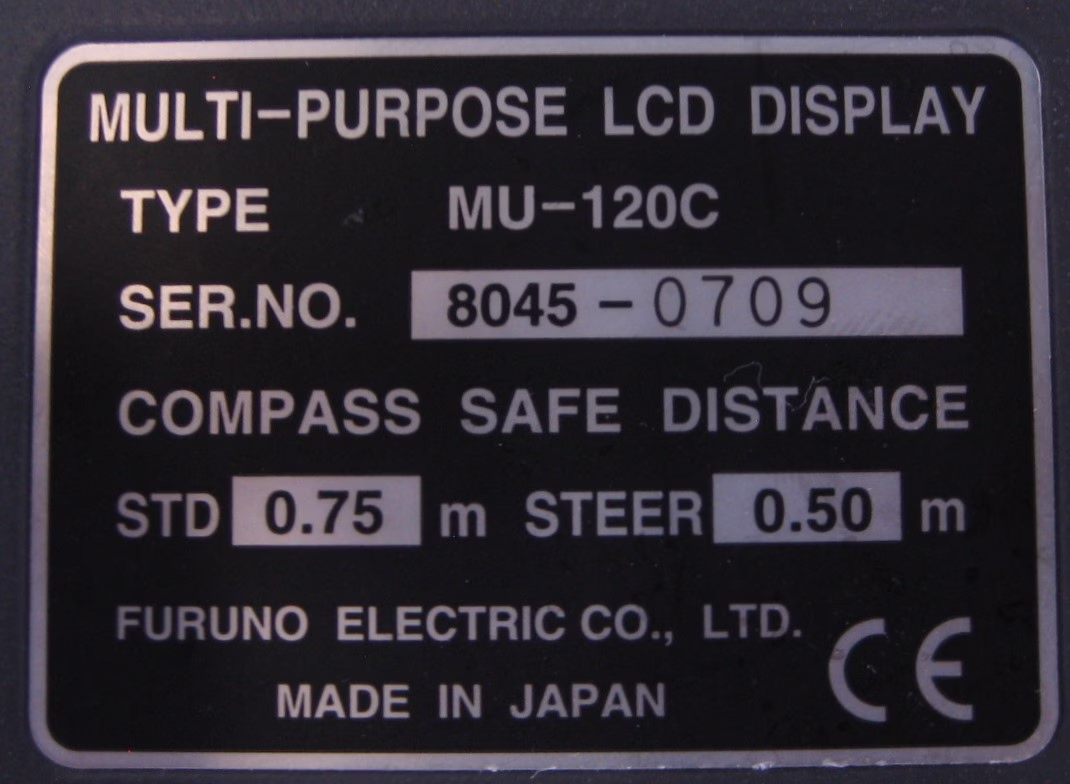 MULTI-PURPOSE LCD DISPLAY
TYPE MU-120C
SER.NO. 8045-0709
COMPASS SAFE DISTANCE
STD 0.75 m STEER 0.50 m
FURUNO ELECTRIC CO., LTD.
MADE IN JAPAN CE